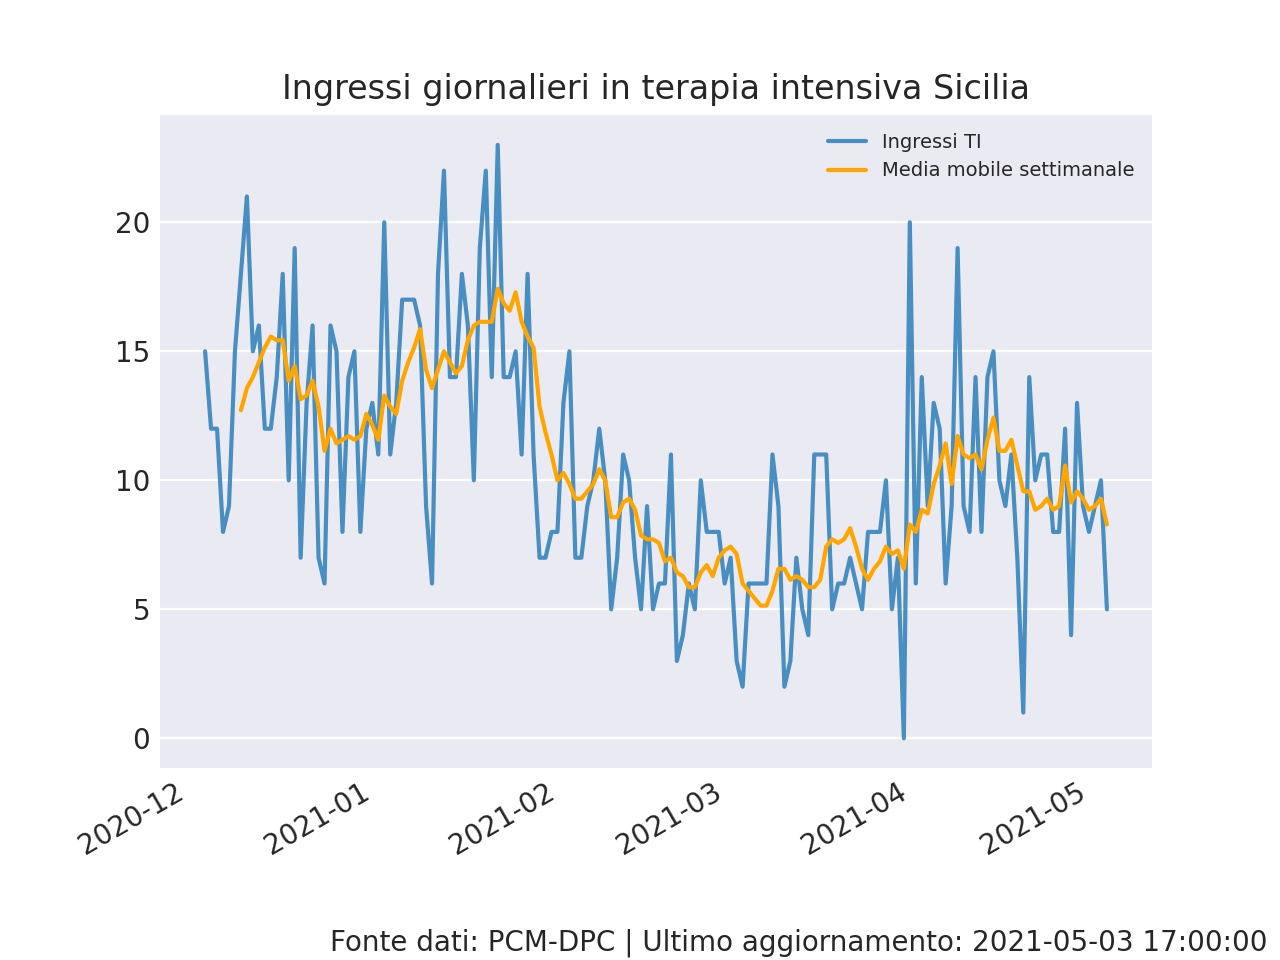 Ingressi giornalieri in terapia intensiva Sicilia
Ingressi TI
Media mobile settimanale
20
15
10
5
0
2020-12
2021-01
2021-02
2021-03
2021-04
2021-05
Fonte dati: PCM-DPC | Ultimo aggiornamento: 2021-05-03 17:00:00